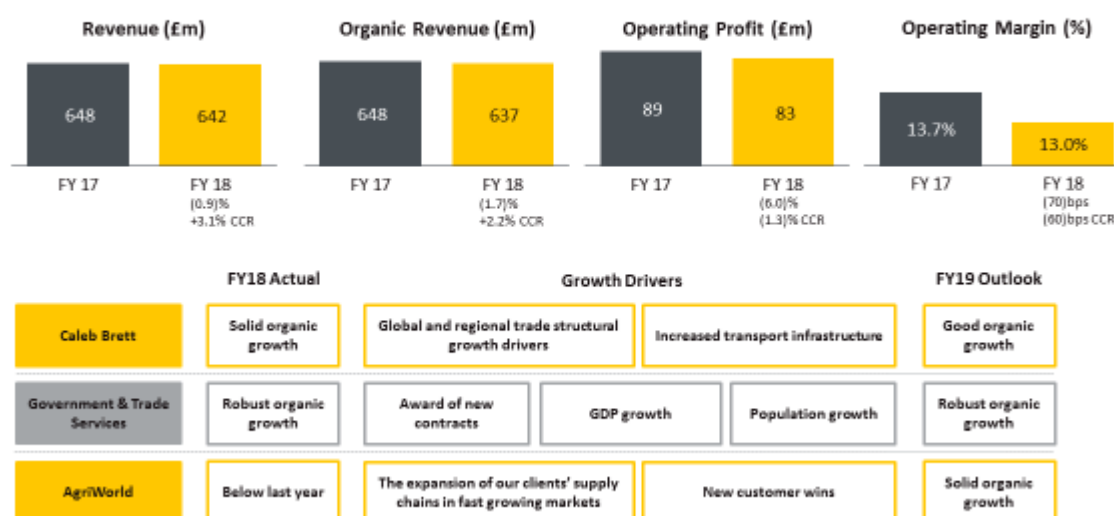 Revenue (£m)
Organic Revenue (£m)
Operating Profit (£m)
Operating Margin (%)
648
642
648
637
89
83
13.7%
13.0%
FY 17
FY 18
(0.9)%
+3.1% CCR
FY 17
FY 18
(1.7)%
+2.2% CCR
FY 17
FY 18
(6.0)%
(1.3)% CCR
FY 17
FY 18
(70)bps
(60)bps CCR
FY18 Actual
Growth Drivers
FY19 Outlook
Caleb Brett
Solid organic
growth
Global and regional trade structural
growth drivers
Increased transport infrastructure
Good organic
growth
Government & Trade
Services
Robust organic
growth
Award of new
contracts
GDP growth
Population growth
Robust organic
growth
AgriWorld
Below last year
The expansion of our clients' supply
chains in fast growing markets
New customer wins
Solid organic
growth